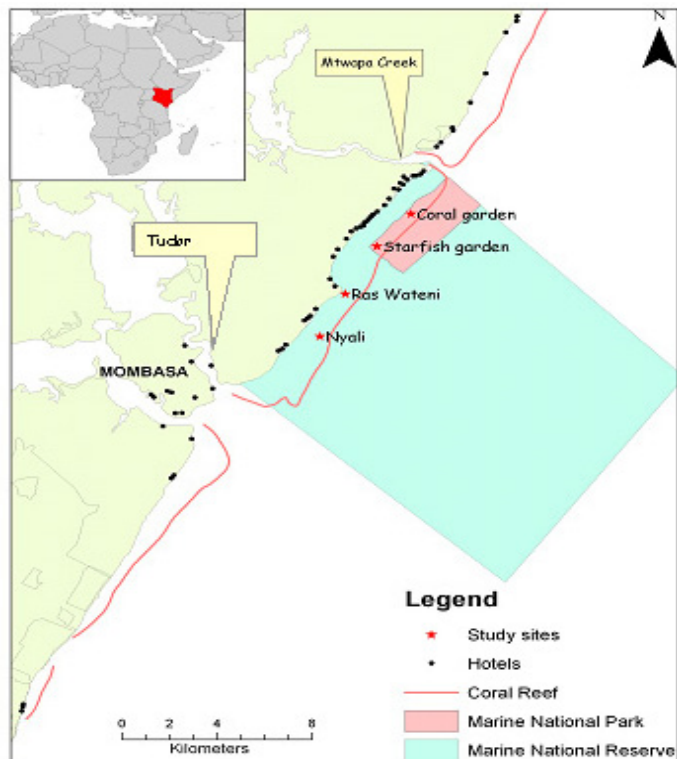 N
Mtwapa Creek
Coral garden
Tudor
Starfish garden
Ras Wateni
Nyali
MOMBASA
Legend
Study sites
Hotels
Coral Reef
Marine National Park
Marine National Reserve
0 2 4 8
Kilometers